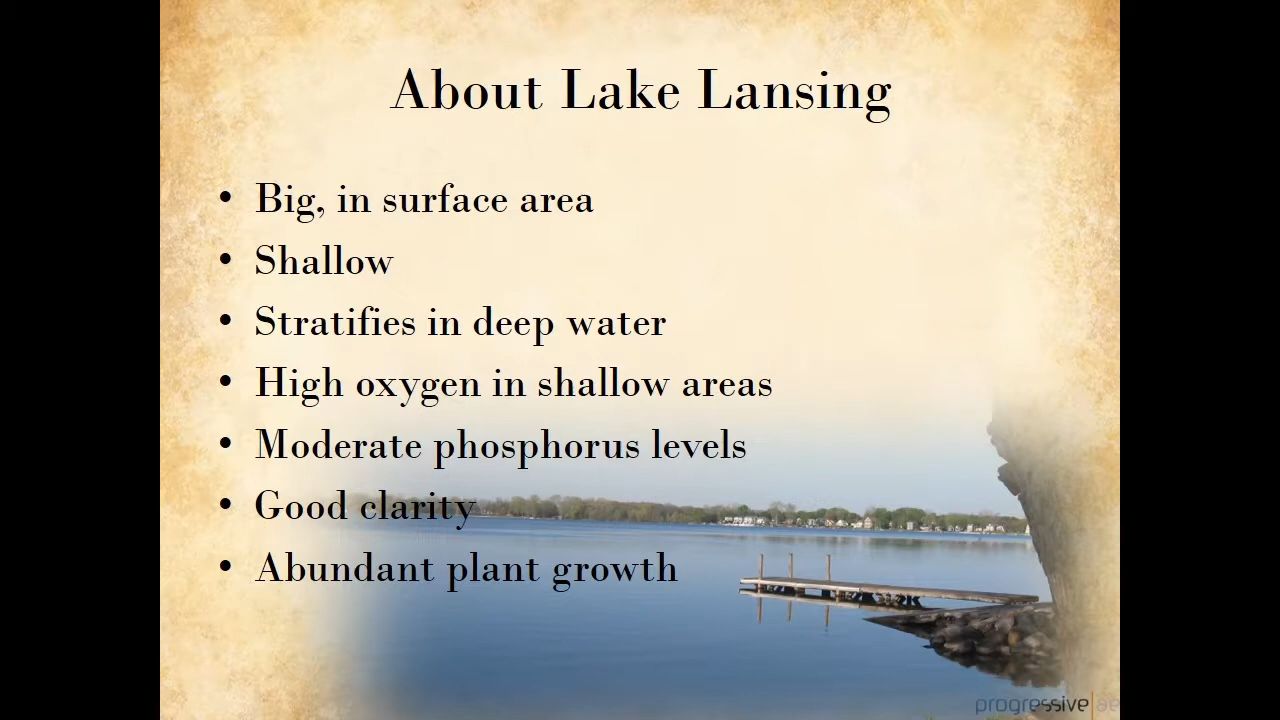 About Lake Lansing
• Big, in surface area
• Shallow
• Stratifies in deep water
• High oxygen in shallow areas
• Moderate phosphorus levels
• Good clarity
• Abundant plant growth
progressive|ae